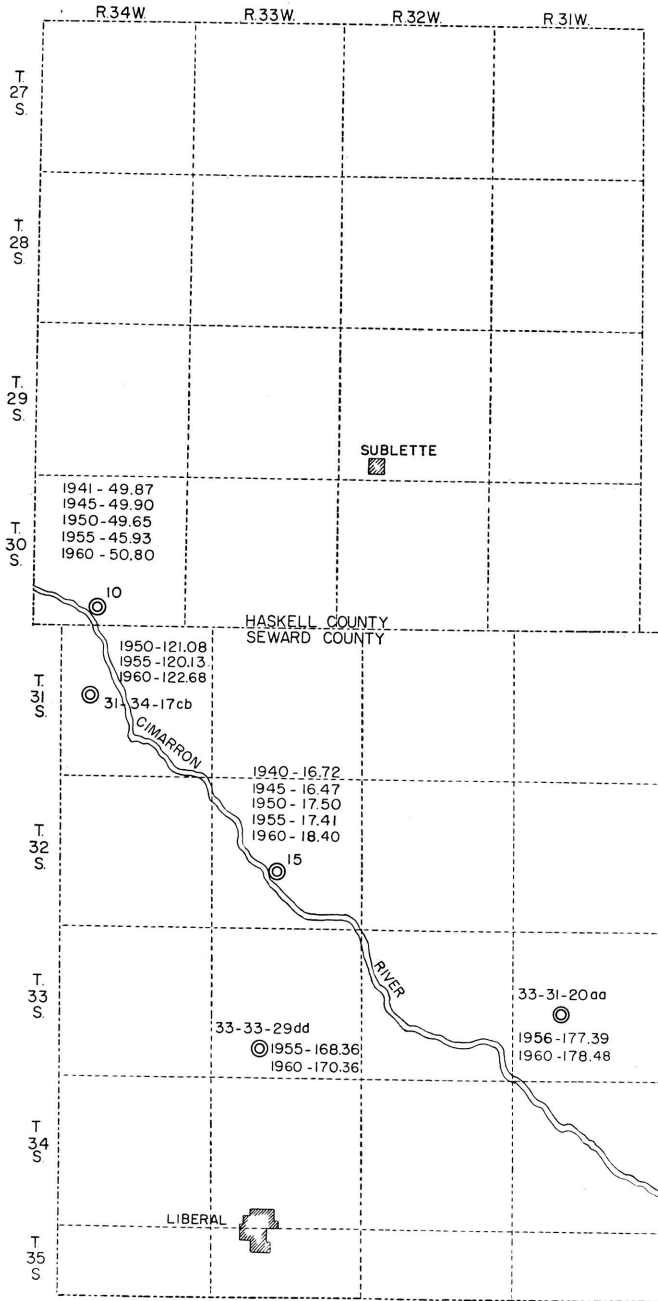 R.34W. R.33W. R.32W. R.31W.
T.
27
S.
T.
28
S.
T.
29
S.
SUBLETTE
1941 - 49.87
1945 - 49.90
1950 - 49.65
1955 - 45.93
1960 - 50.80
T.
30
S.
10
HASKELL COUNTY
SEWARD COUNTY
1950 - 121.08
1955 - 120.13
1960 - 122.68
T.
31
S.
31-34-17cb
CIMARRON
1940 - 16.72
1945 - 16.47
1950 - 17.50
1955 - 17.41
1960 - 18.40
T.
32
S.
15
RIVER
T.
33
S.
33-31-20aa
1956 - 177.39
1960 - 178.48
33-33-29dd
1955 - 168.36
1960 - 170.36
T
34
S.
LIBERAL
T
35
S